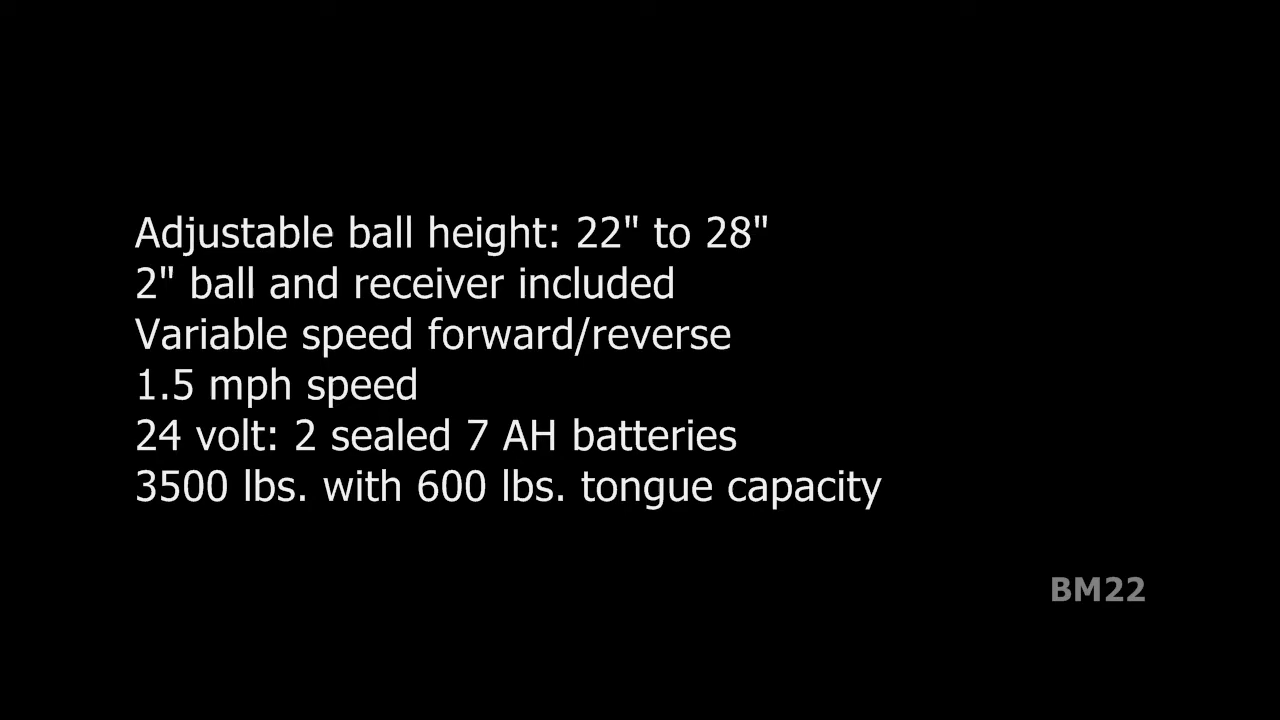 Adjustable ball height: 22" to 28"
2" ball and receiver included
Variable speed forward/reverse
1.5 mph speed
24 volt: 2 sealed 7 AH batteries
3500 lbs. with 600 lbs. tongue capacity
BM22